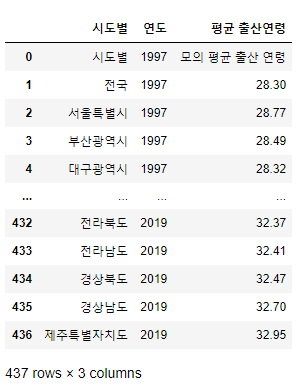 시도별 연도 평균 출산연령
0 시도별 1997 모의 평균 출산 연령
1 전국 1997 28.30
2 서울특별시 1997 28.77
3 부산광역시 1997 28.49
4 대구광역시 1997 28.32
... ... ... ...
432 전라북도 2019 32.37
433 전라남도 2019 32.41
434 경상북도 2019 32.47
435 경상남도 2019 32.70
436 제주특별자치도 2019 32.95
437 rows × 3 columns